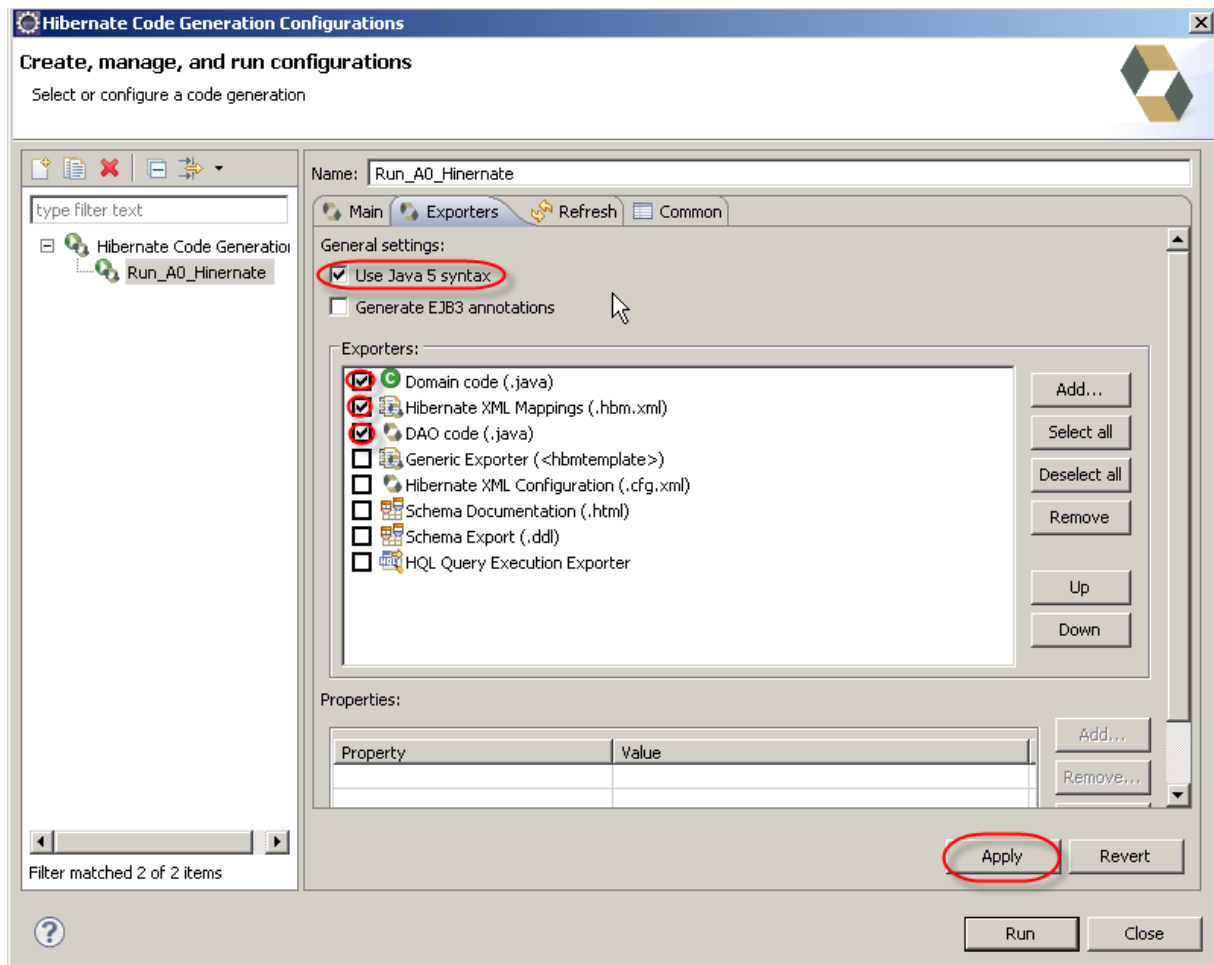 Hibernate Code Generation Configurations
Create, manage, and run configurations
Select or configure a code generation
type filter text
Hibernate Code Generation
Run_A0_Hinernate
Filter matched 2 of 2 items
Name: Run_A0_Hinernate
Main Exporters Refresh Common
General settings:
Use Java 5 syntax
Generate EJB3 annotations
Exporters:
Domain code (.java)
Hibernate XML Mappings (.hbm.xml)
DAO code (.java)
Generic Exporter (<hbmtemplate>)
Hibernate XML Configuration (.cfg.xml)
Schema Documentation (.html)
Schema Export (.ddl)
HQL Query Execution Exporter
Add...
Select all
Deselect all
Remove
Up
Down
Properties:
Property Value
Add...
Remove...
Apply Revert
Run Close